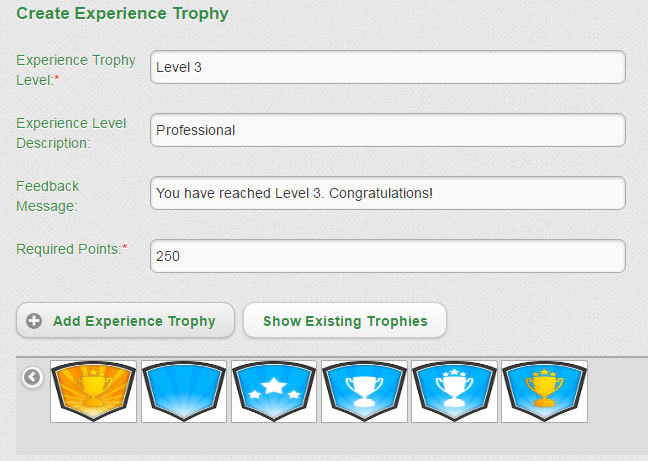 Create Experience Trophy
Experience Trophy
Level:*
Level 3
Experience Level
Description:
Professional
Feedback
Message:
You have reached Level 3. Congratulations!
Required Points:*
250
Add Experience Trophy
Show Existing Trophies